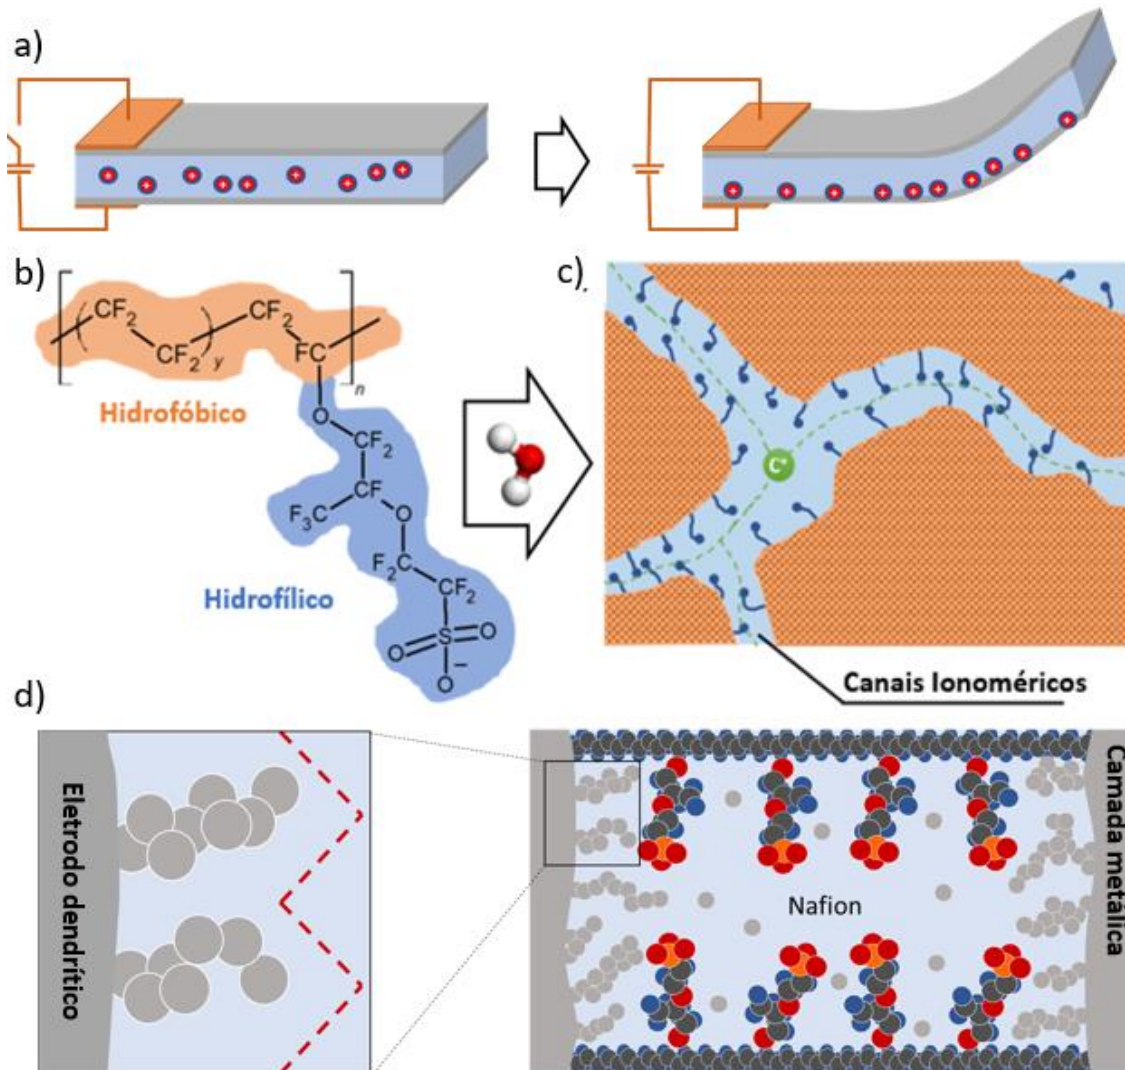 a)
+ + + + + + + + +
+ + + + + + + + + +
b)
CF₂ CF₂
( CF₂ )y FC n
Hidrofóbico
O
CF₂
CF
F₃C O
F₂C CF₂
Hidrofílico
O S O
O⁻
c)
C⁺
Canais Ionoméricos
d)
Eletrodo dendrítico
Nafion
Camada metálica